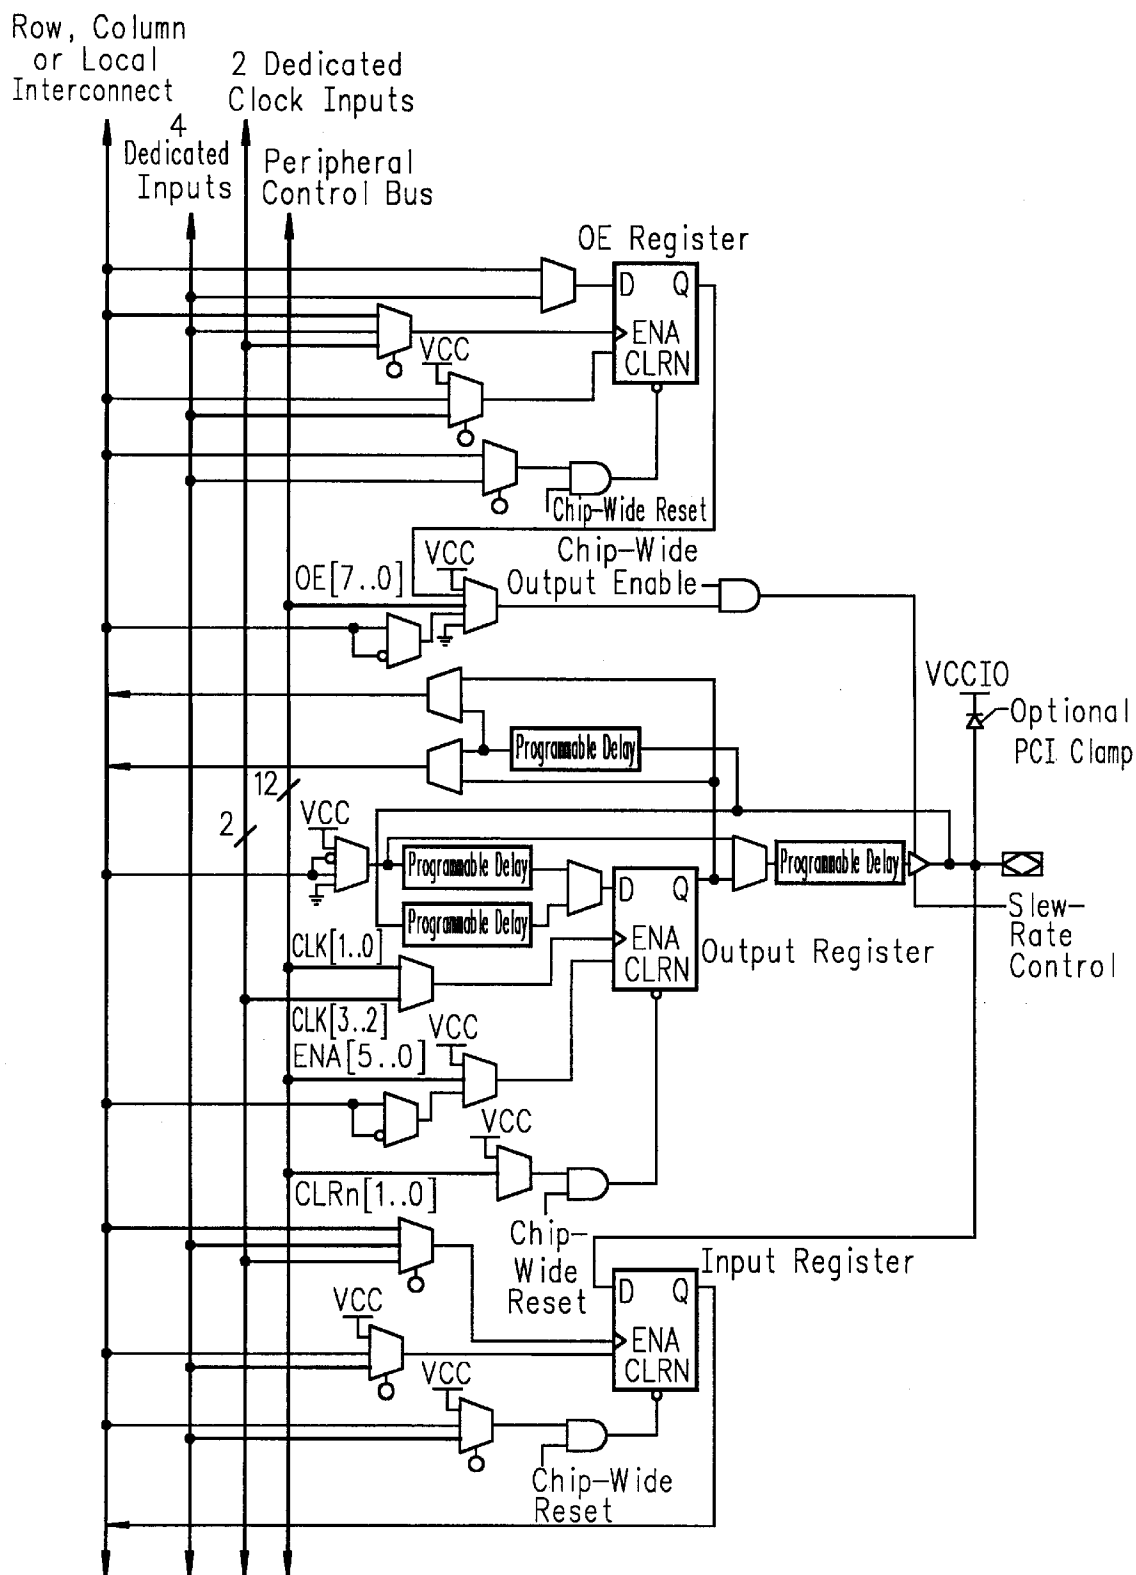 Row, Column
or Local
Interconnect
2 Dedicated
Clock Inputs
4
Dedicated
Inputs
Peripheral
Control Bus
OE Register
D Q
ENA
CLRN
VCC
Chip-Wide Reset
VCC
OE[7..0]
Chip-Wide
Output Enable
VCCIO
Optional
PCI Clamp
Programmable Delay
12
2
VCC
Programmable Delay
Programmable Delay
Programmable Delay
D Q
ENA
CLRN
Output Register
Slew-
Rate
Control
CLK[1..0]
CLK[3..2]
ENA[5..0]
VCC
VCC
CLRn[1..0]
Chip-
Wide
Reset
Input Register
D Q
ENA
CLRN
VCC
VCC
Chip-Wide
Reset